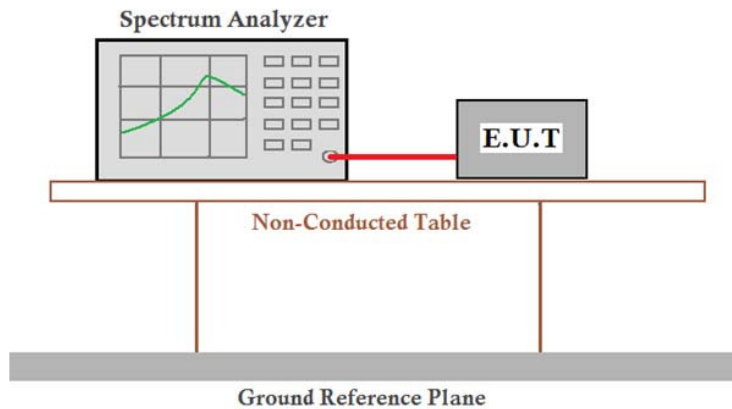 Spectrum Analyzer
E.U.T
Non-Conducted Table
Ground Reference Plane